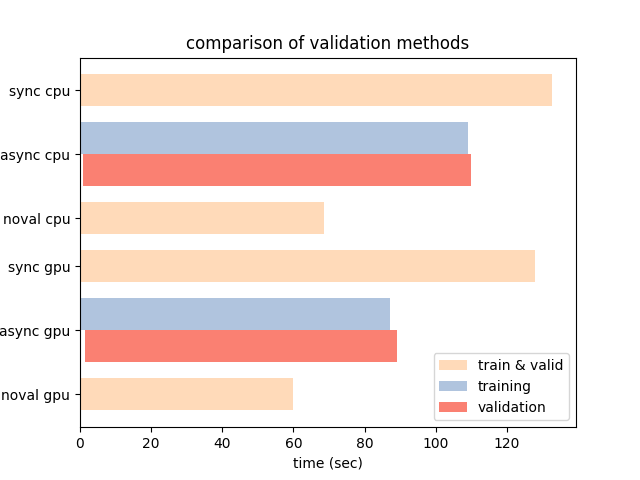 comparison of validation methods
sync cpu
async cpu
noval cpu
sync gpu
async gpu
noval gpu
train & valid
training
validation
0 20 40 60 80 100 120
time (sec)